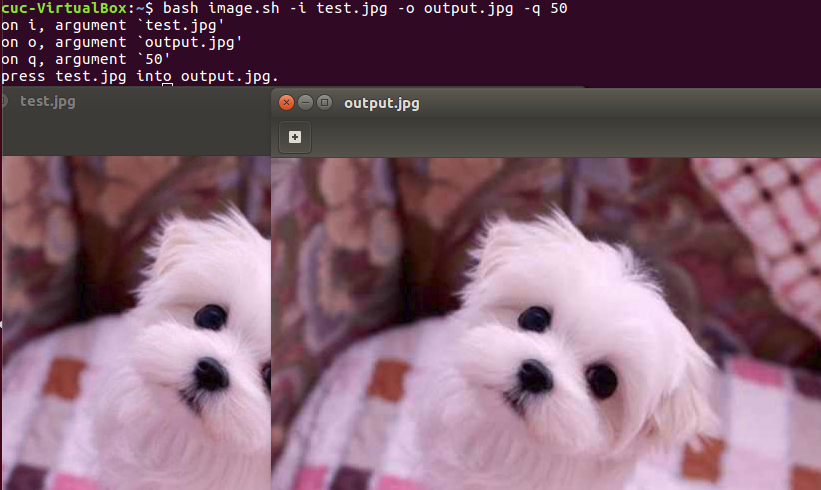 cuc-VirtualBox:~$ bash image.sh -i test.jpg -o output.jpg -q 50
on i, argument `test.jpg'
on o, argument `output.jpg'
on q, argument `50'
press test.jpg into output.jpg.
test.jpg
output.jpg